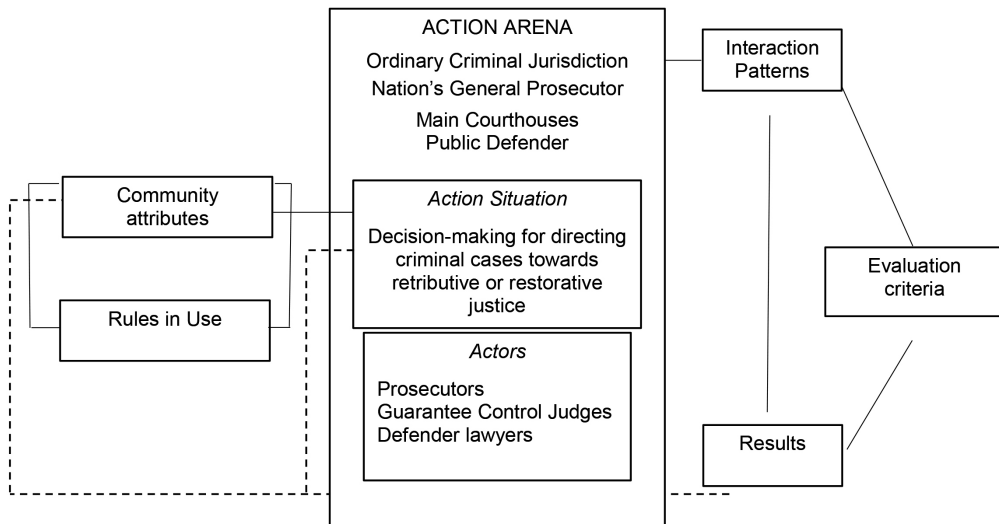 ACTION ARENA
Ordinary Criminal Jurisdiction
Nation's General Prosecutor
Main Courthouses
Public Defender
Interaction
Patterns
Community
attributes
Action Situation
Decision-making for directing
criminal cases towards
retributive or restorative
justice
Evaluation
criteria
Rules in Use
Actors
Prosecutors
Guarantee Control Judges
Defender lawyers
Results